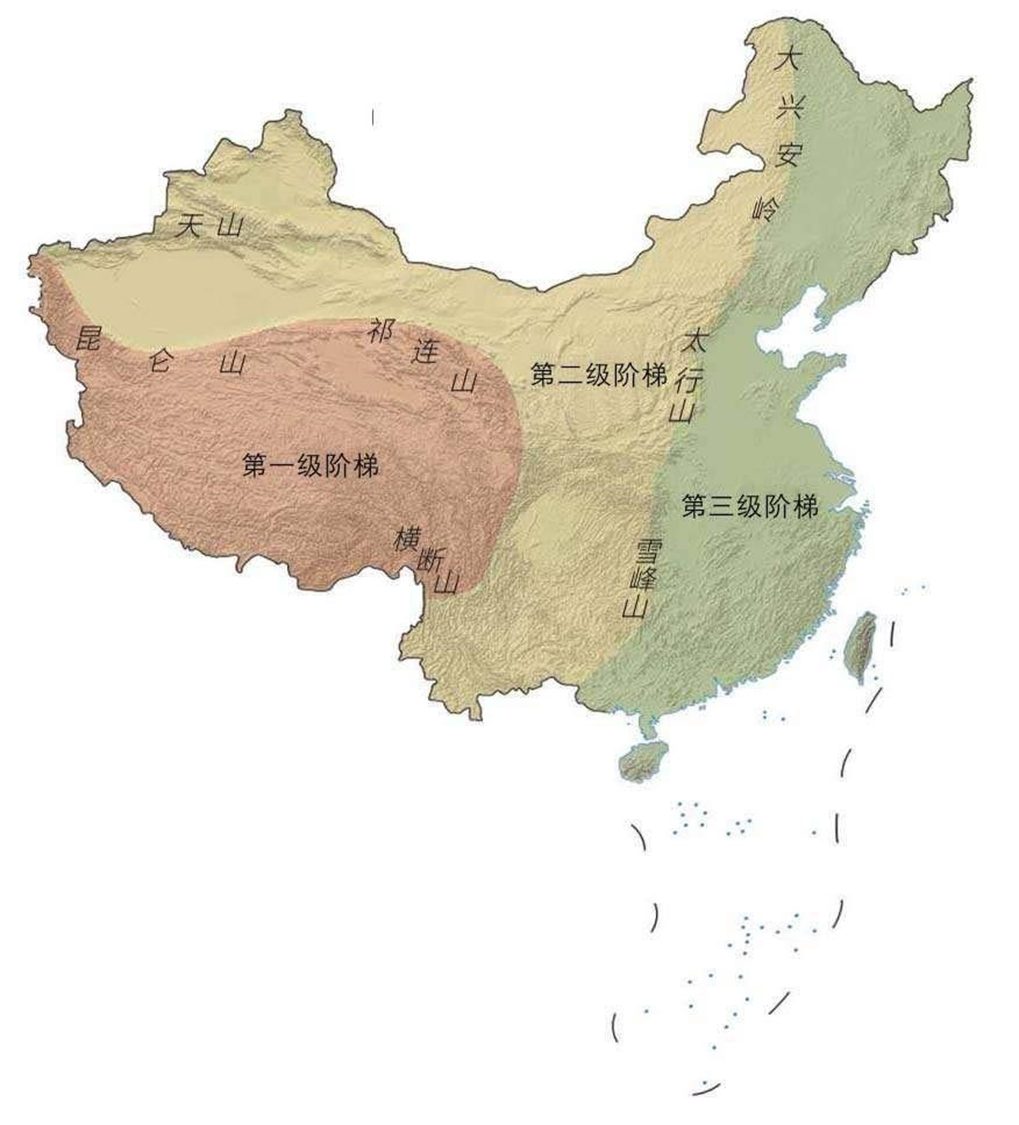 大兴安岭
天山
昆仑山
祁连山
太行山
第二级阶梯
第一级阶梯
第三级阶梯
横断山
雪峰山